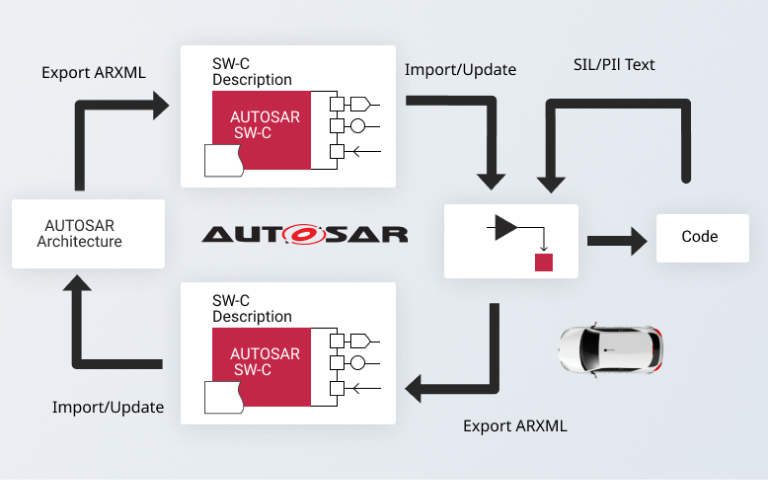 Export ARXML
SW-C
Description
AUTOSAR
SW-C
Import/Update
SIL/PIl Text
AUTOSAR
Architecture
AUTOSAR
Code
SW-C
Description
AUTOSAR
SW-C
Import/Update
Export ARXML